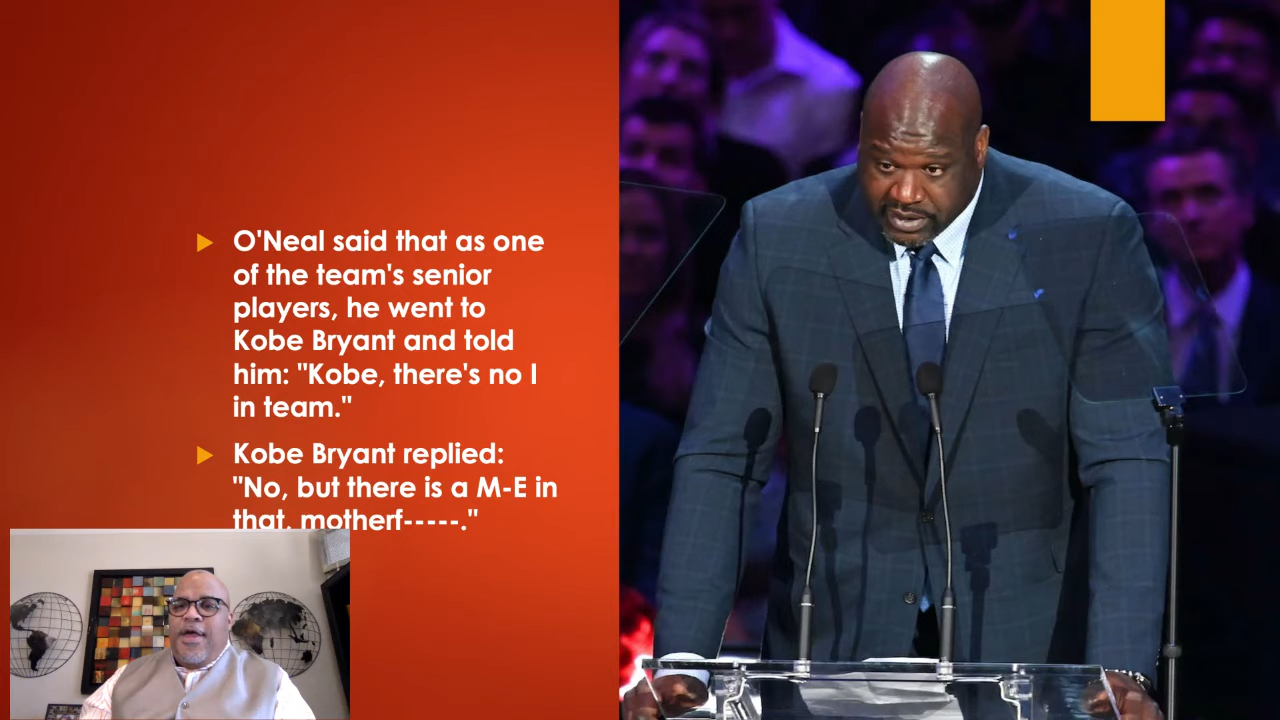 O'Neal said that as one
of the team's senior
players, he went to
Kobe Bryant and told
him: "Kobe, there's no I
in team."
Kobe Bryant replied:
"No, but there is a M-E in
that, motherf-----."